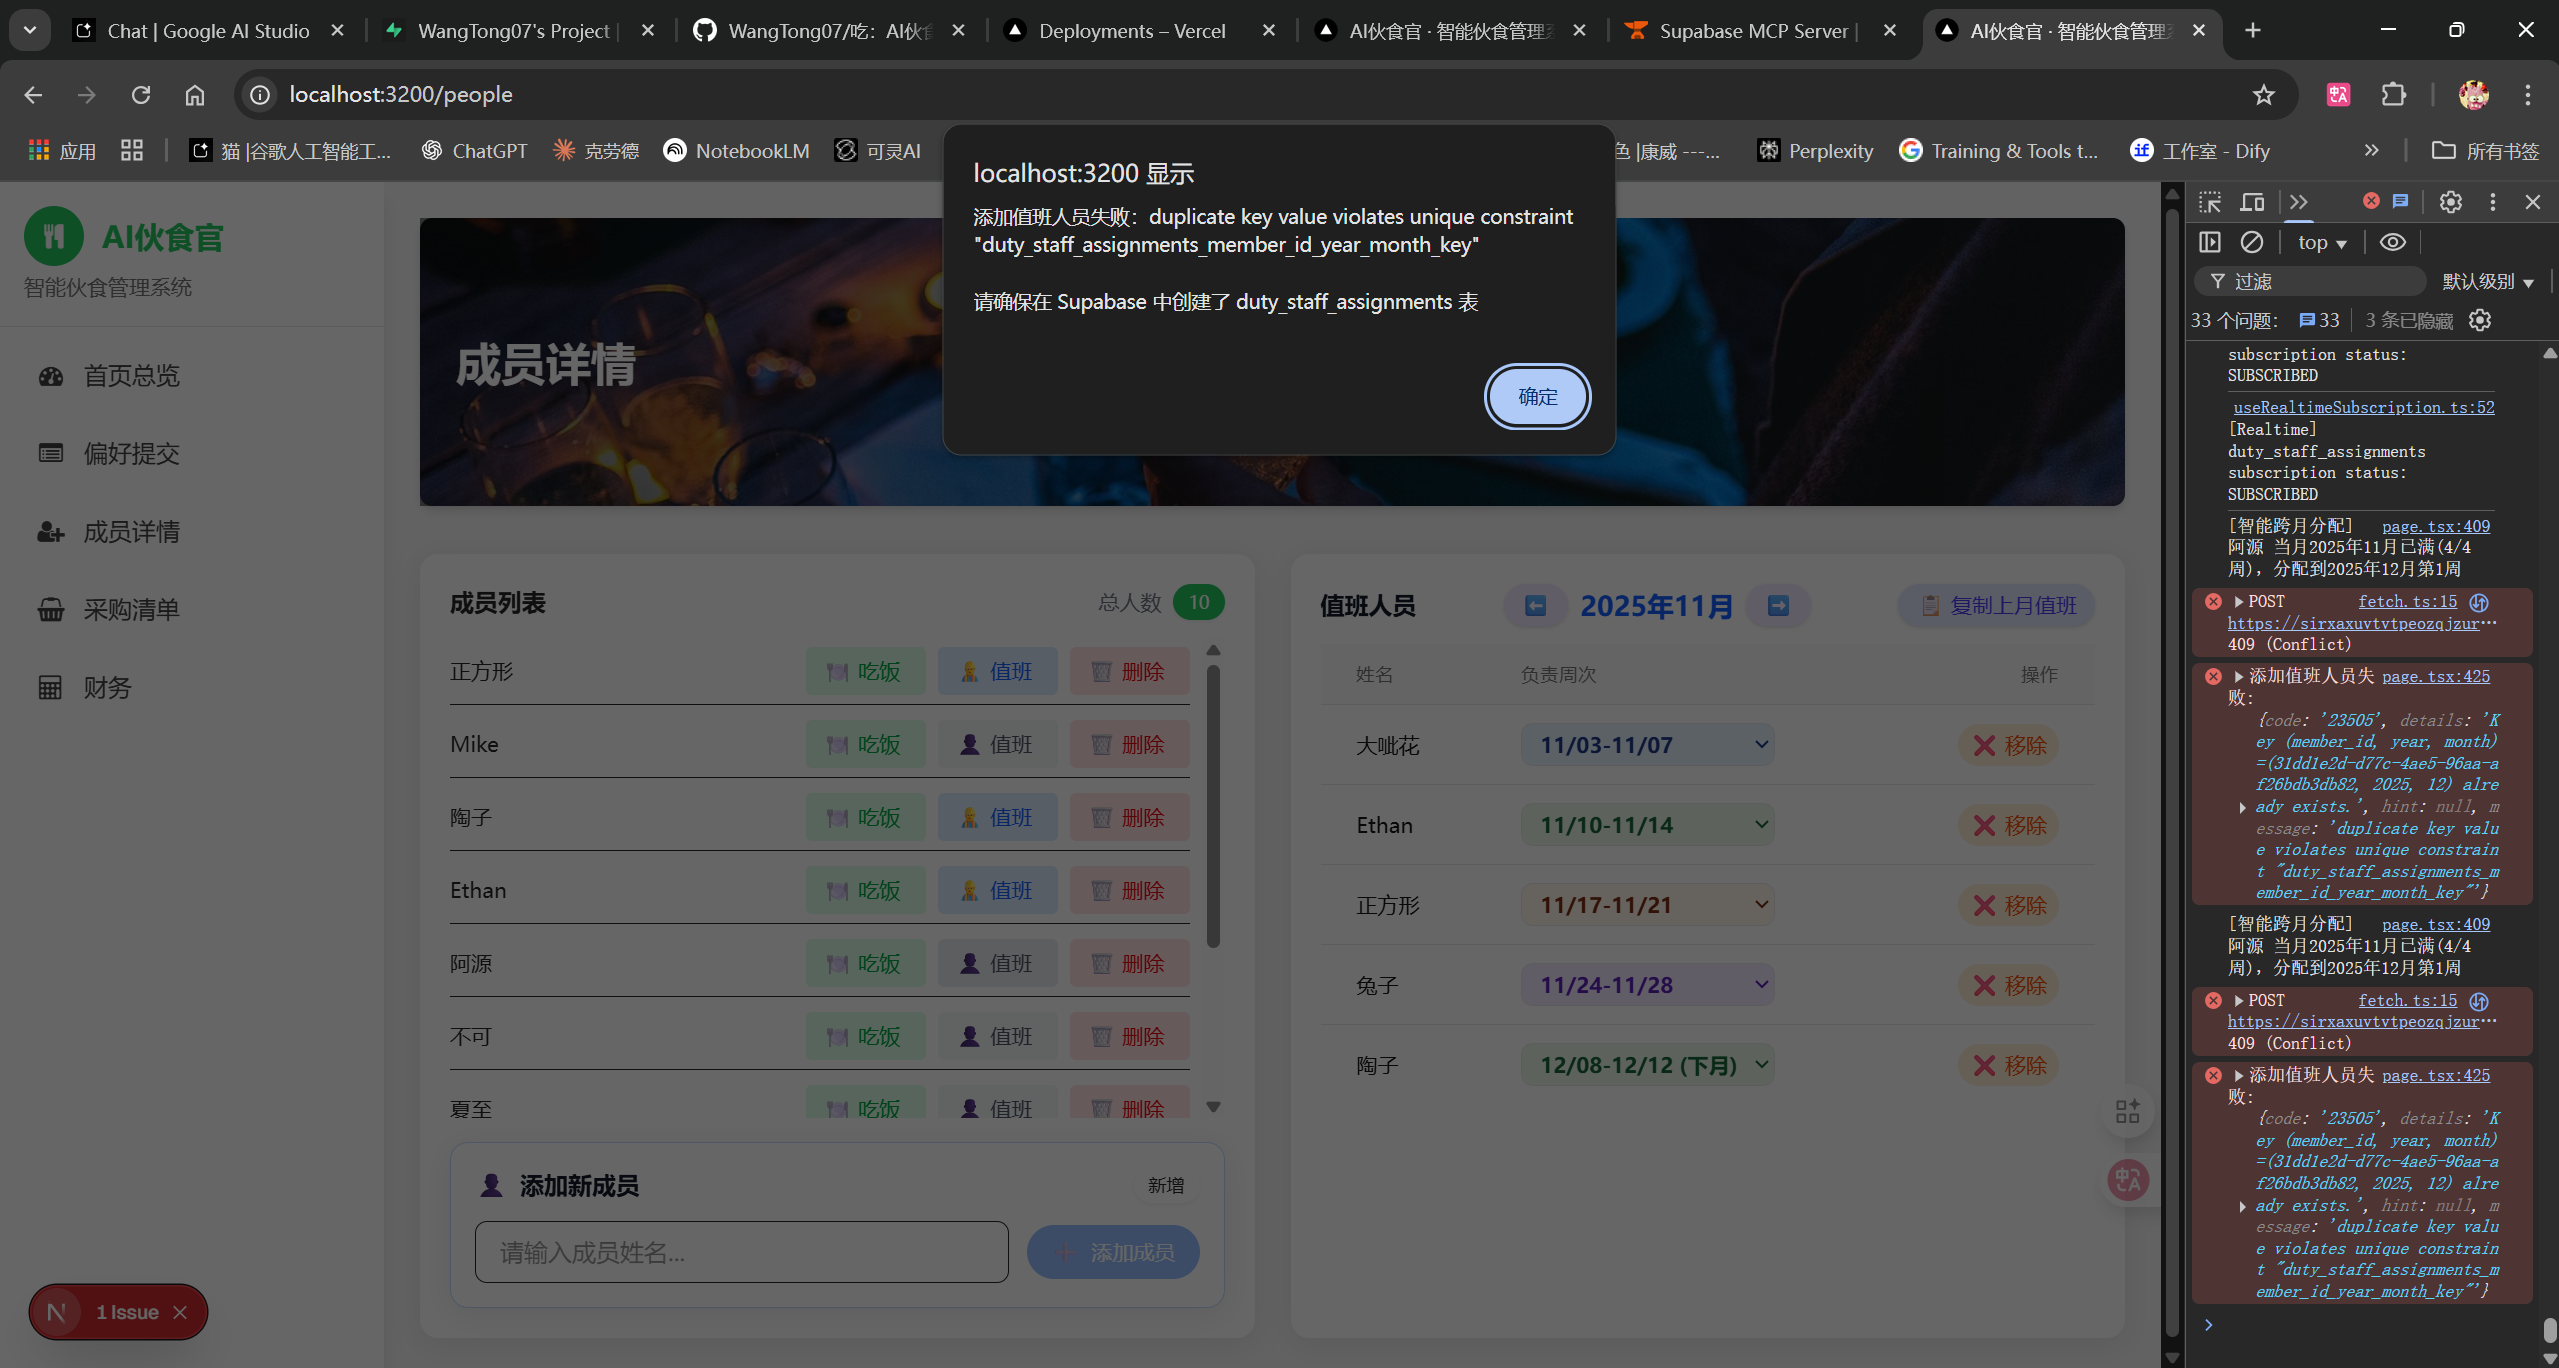 Chat | Google AI Studio
WangTong07's Project |
WangTong07/吃：AI伙食
Deployments – Vercel
AI伙食官 · 智能伙食管理系
Supabase MCP Server |
AI伙食官 · 智能伙食管理系
localhost:3200/people
应用
猫 |谷歌人工智能工...
ChatGPT
克劳德
NotebookLM
可灵AI
色 |康威 ---...
Perplexity
Training & Tools t...
工作室 - Dify
所有书签
localhost:3200 显示
添加值班人员失败：duplicate key value violates unique constraint
"duty_staff_assignments_member_id_year_month_key"
请确保在 Supabase 中创建了 duty_staff_assignments 表
确定
AI伙食官
智能伙食管理系统
首页总览
偏好提交
成员详情
采购清单
财务
1 Issue
成员详情
成员列表
总人数 10
正方形 吃饭 值班 删除
Mike 吃饭 值班 删除
陶子 吃饭 值班 删除
Ethan 吃饭 值班 删除
阿源 吃饭 值班 删除
不可 吃饭 值班 删除
夏至 吃饭 值班 删除
添加新成员 新增
请输入成员姓名...
添加成员
值班人员
2025年11月
复制上月值班
姓名 负责周次 操作
大呲花 11/03-11/07 移除
Ethan 11/10-11/14 移除
正方形 11/17-11/21 移除
兔子 11/24-11/28 移除
陶子 12/08-12/12 (下月) 移除
top
过滤
默认级别
33 个问题： 33 3 条已隐藏
subscription status:
SUBSCRIBED
useRealtimeSubscription.ts:52
[Realtime]
duty_staff_assignments
subscription status:
SUBSCRIBED
[智能跨月分配] page.tsx:409
阿源 当月2025年11月已满(4/4
周)，分配到2025年12月第1周
POST fetch.ts:15
https://sirxaxuvtvtpeozqjzur…
409 (Conflict)
添加值班人员失 page.tsx:425
败:
{code: '23505', details: 'K
ey (member_id, year, month)
=(31dd1e2d-d77c-4ae5-96aa-a
f26bdb3db82, 2025, 12) alre
ady exists.', hint: null, m
essage: 'duplicate key valu
e violates unique constrain
t "duty_staff_assignments_m
ember_id_year_month_key"'}
[智能跨月分配] page.tsx:409
阿源 当月2025年11月已满(4/4
周)，分配到2025年12月第1周
POST fetch.ts:15
https://sirxaxuvtvtpeozqjzur…
409 (Conflict)
添加值班人员失 page.tsx:425
败:
{code: '23505', details: 'K
ey (member_id, year, month)
=(31dd1e2d-d77c-4ae5-96aa-a
f26bdb3db82, 2025, 12) alre
ady exists.', hint: null, m
essage: 'duplicate key valu
e violates unique constrain
t "duty_staff_assignments_m
ember_id_year_month_key"'}